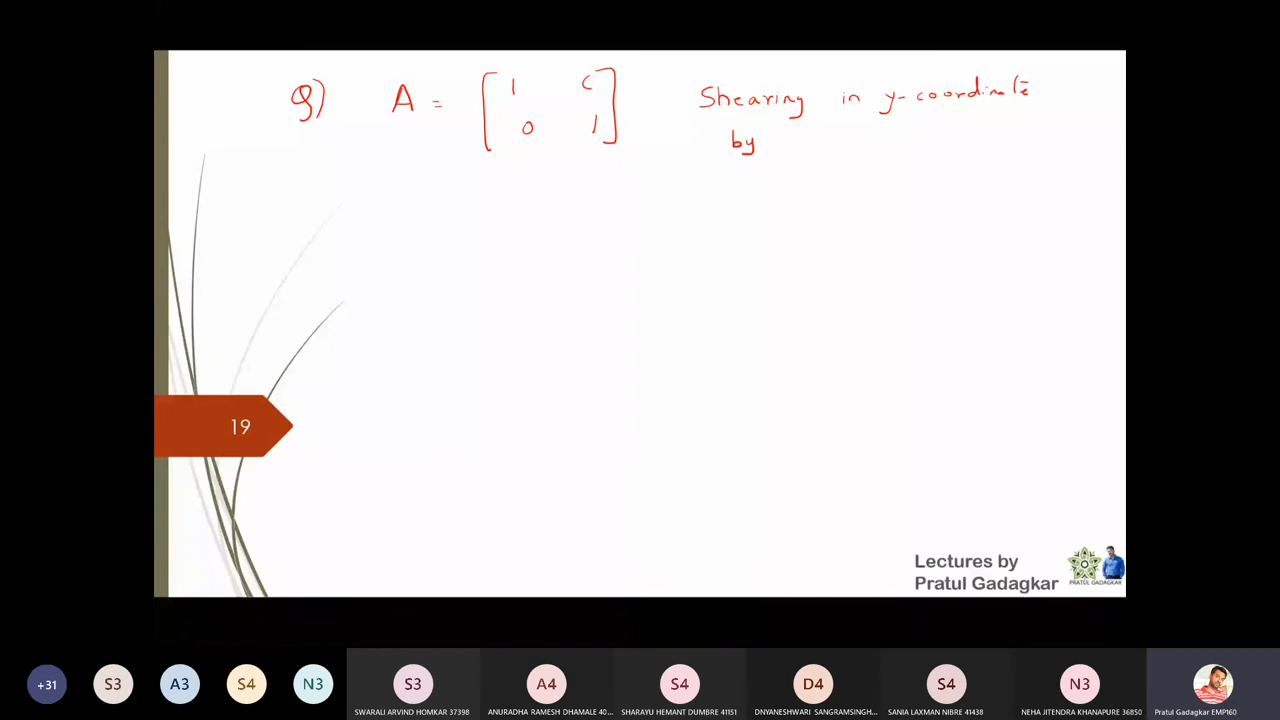 Q) A = [ 1 c Shearing in y-coordinate
0 1 ] by
19
Lectures by
Pratul Gadagkar
PRATUL GADAGKAR
+31 S3 A3 S4 N3 S3 A4 S4 D4 S4 N3
SWARALI ARVIND HOMKAR 37398 ANURADHA RAMESH DHAMALE 40... SHARAYU HEMANT DUMBRE 41151 DNYANESHWARI SANGRAMSINGH... SANIA LAXMAN NIBRE 41438 NEHA JITENDRA KHANAPURE 36850 Pratul Gadagkar EMP160